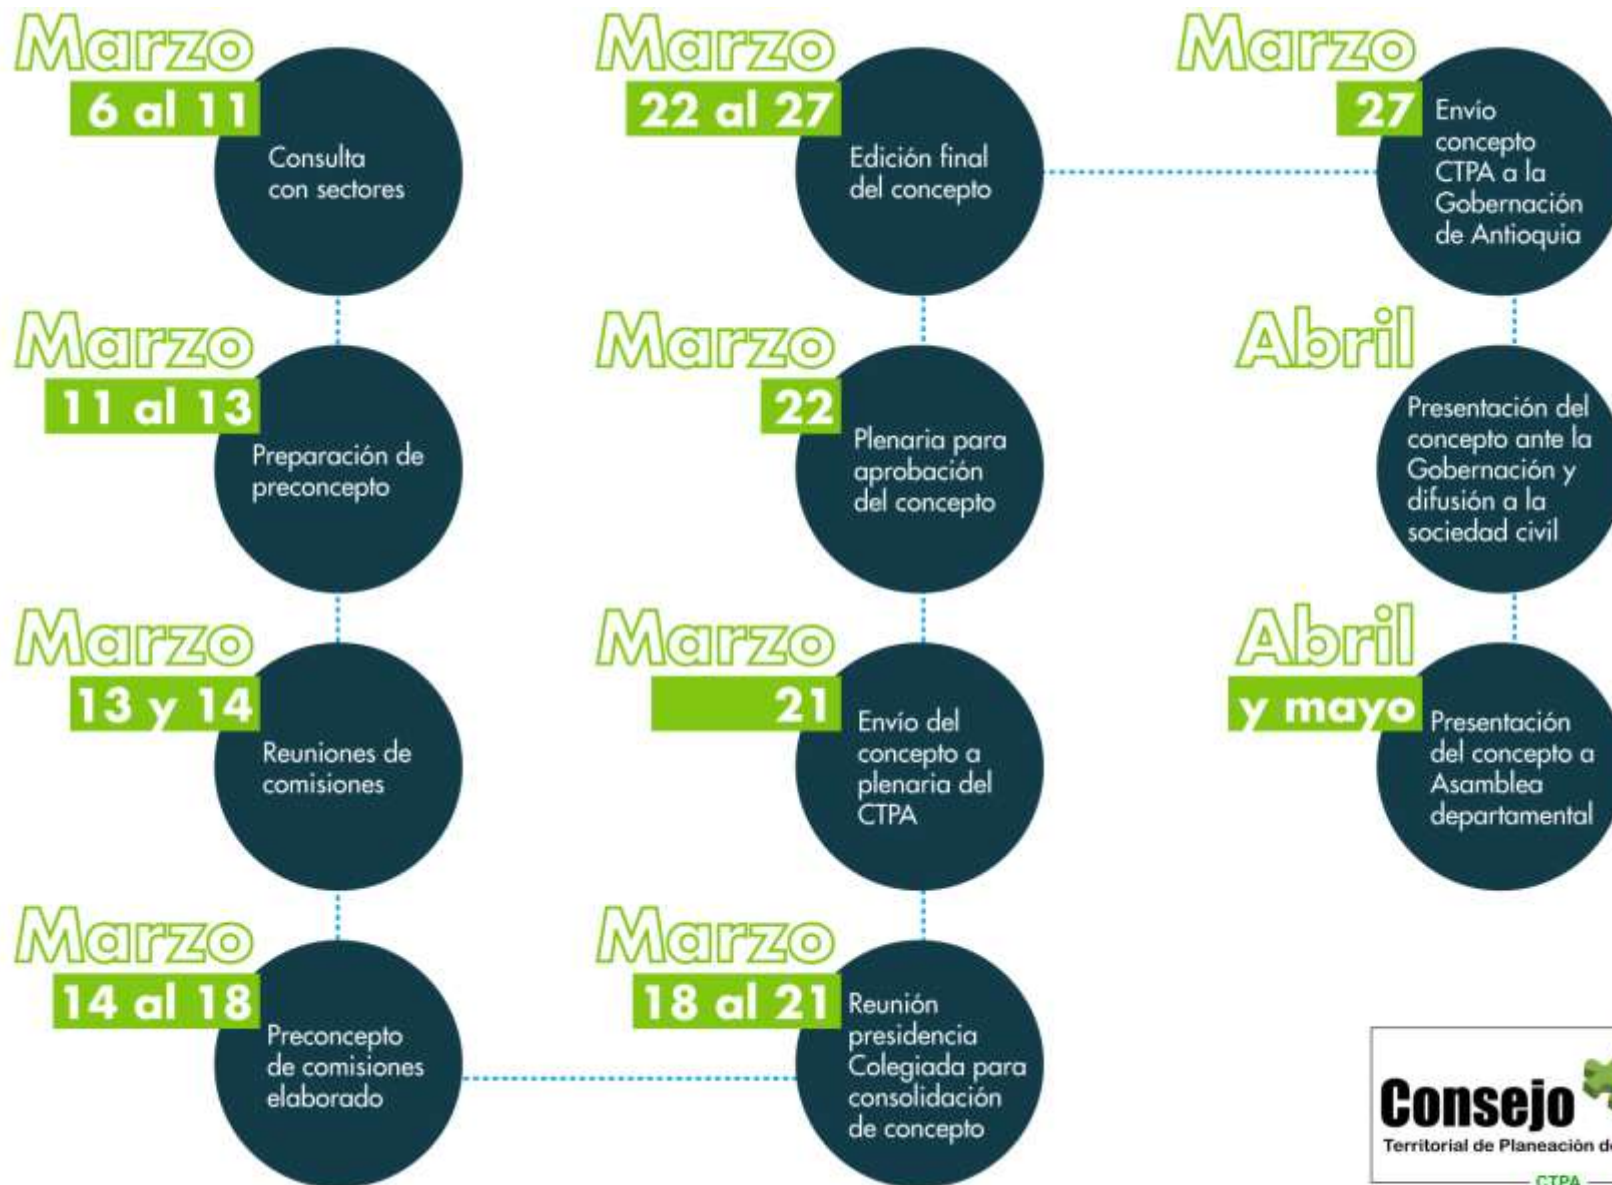 Marzo
6 al 11
Consulta
con sectores
Marzo
11 al 13
Preparación de
preconcepto
Marzo
13 y 14
Reuniones de
comisiones
Marzo
14 al 18
Preconcepto
de comisiones
elaborado
Marzo
18 al 21
Reunión
presidencia
Colegiada para
consolidación
de concepto
Marzo
21
Envío del
concepto a
plenaria del
CTPA
Marzo
22
Plenaria para
aprobación
del concepto
Marzo
22 al 27
Edición final
del concepto
Marzo
27
Envío
concepto
CTPA a la
Gobernación
de Antioquia
Abril
Presentación del
concepto ante la
Gobernación y
difusión a la
sociedad civil
Abril
y mayo
Presentación
del concepto a
Asamblea
departamental
Consejo
Territorial de Planeación
CTPA